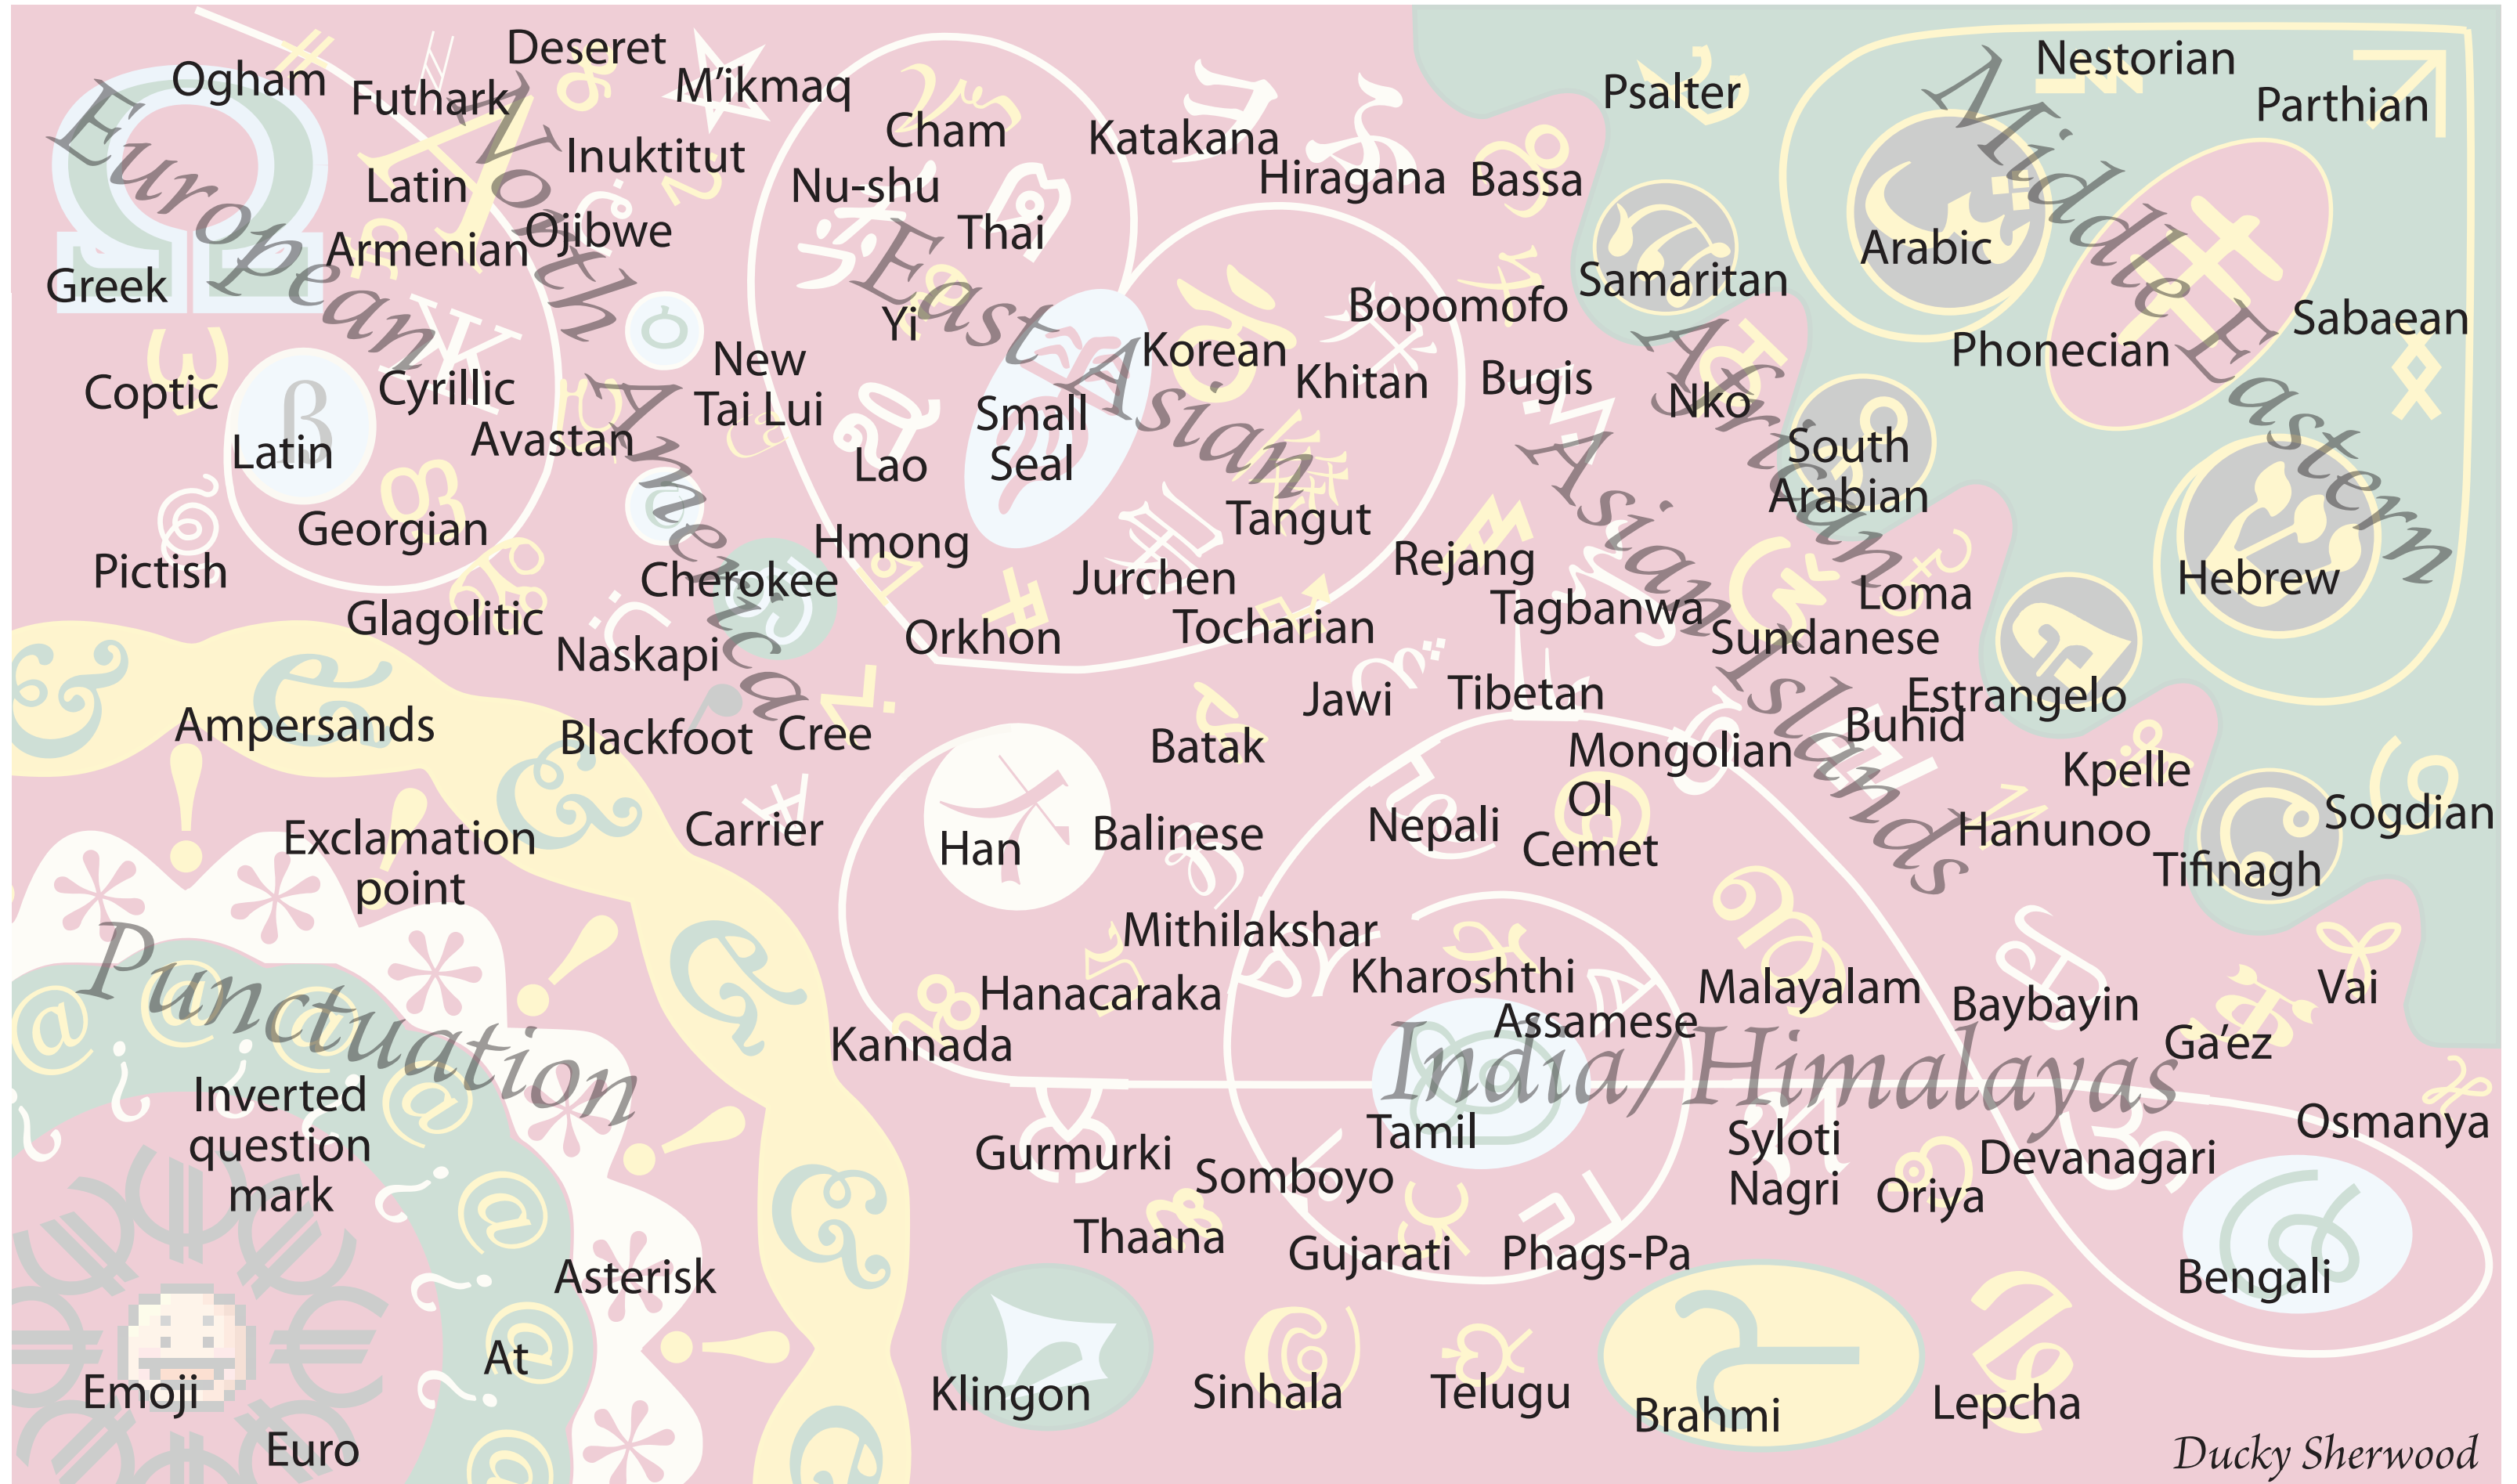 Deseret
Ogham
Futhark
M'ikmaq
European
North America
Inuktitut
Latin
Ojibwe
Armenian
Greek
Coptic
Cyrillic
Avastan
Latin
Georgian
Pictish
Glagolitic
Cherokee
Naskapi
Blackfoot
Cree
Carrier
New
Tai Lui
Cham
Katakana
Nu-shu
Hiragana
Bassa
Thai
East Asian
Yi
Korean
Bopomofo
Khitan
Small
Seal
Lao
Hmong
Tangut
Jurchen
Orkhon
Tocharian
Han
Psalter
Nestorian
Parthian
Middle Eastern
Arabic
Samaritan
Phonecian
Sabaean
Hebrew
South
Arabian
Estrangelo
Sogdian
African
Nko
Loma
Kpelle
Tifinagh
Vai
Ga'ez
Osmanya
Bugis
Asian Islands
Rejang
Tagbanwa
Sundanese
Jawi
Batak
Buhid
Balinese
Hanunoo
Hanacaraka
Baybayin
Tibetan
Mongolian
Ol
Cemet
Nepali
Mithilakshar
Kharoshthi
Assamese
Malayalam
Kannada
India/Himalayas
Tamil
Gurmurki
Somboyo
Syloti
Nagri
Devanagari
Oriya
Thaana
Gujarati
Phags-Pa
Bengali
Klingon
Sinhala
Telugu
Brahmi
Lepcha
Ampersands
Exclamation
point
Punctuation
Inverted
question
mark
Asterisk
At
Emoji
Euro
Ducky Sherwood